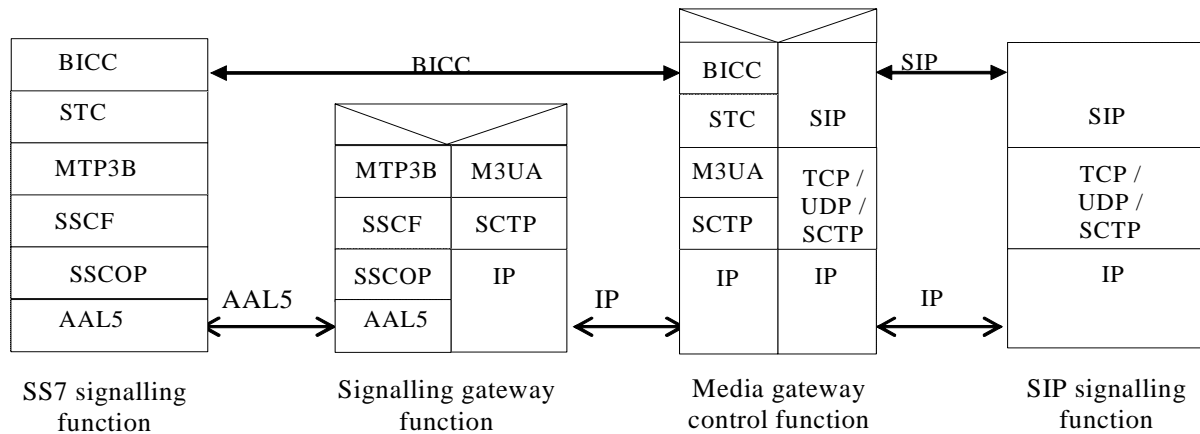 BICC
STC
MTP3B
SSCF
SSCOP
AAL5
SS7 signalling
function
BICC
AAL5
MTP3B
SSCF
SSCOP
AAL5
M3UA
SCTP
IP
Signalling gateway
function
IP
BICC
STC
M3UA
SCTP
IP
SIP
TCP /
UDP /
SCTP
IP
Media gateway
control function
SIP
IP
SIP
TCP /
UDP /
SCTP
IP
SIP signalling
function